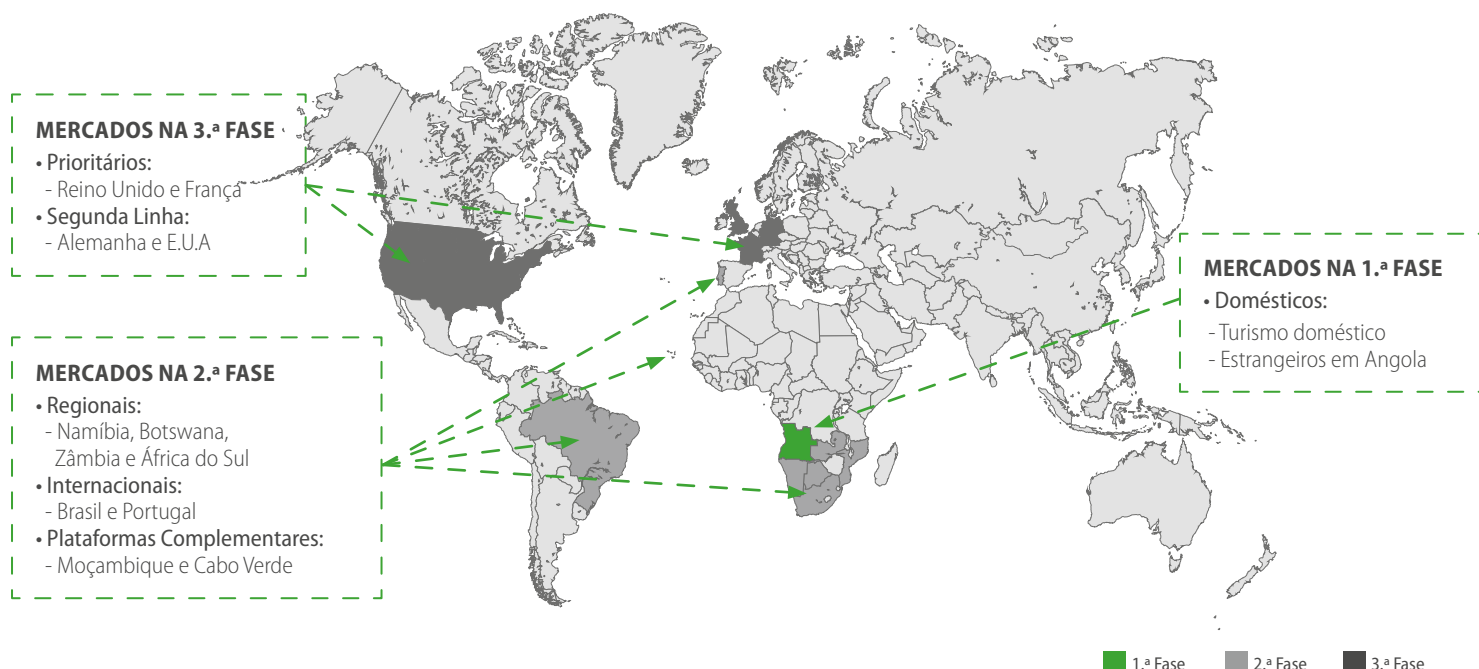 MERCADOS NA 3.ª FASE
• Prioritários:
- Reino Unido e França
• Segunda Linha:
- Alemanha e E.U.A
MERCADOS NA 2.ª FASE
• Regionais:
- Namíbia, Botswana,
Zâmbia e África do Sul
• Internacionais:
- Brasil e Portugal
• Plataformas Complementares:
- Moçambique e Cabo Verde
MERCADOS NA 1.ª FASE
• Domésticos:
- Turismo doméstico
- Estrangeiros em Angola
1.ª Fase 2.ª Fase 3.ª Fase